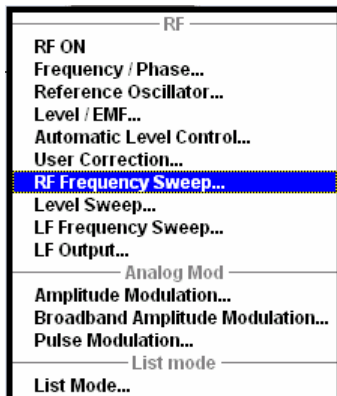 RF
RF ON
Frequency / Phase...
Reference Oscillator...
Level / EMF...
Automatic Level Control...
User Correction...
RF Frequency Sweep...
Level Sweep...
LF Frequency Sweep...
LF Output...
Analog Mod
Amplitude Modulation...
Broadband Amplitude Modulation...
Pulse Modulation...
List mode
List Mode...